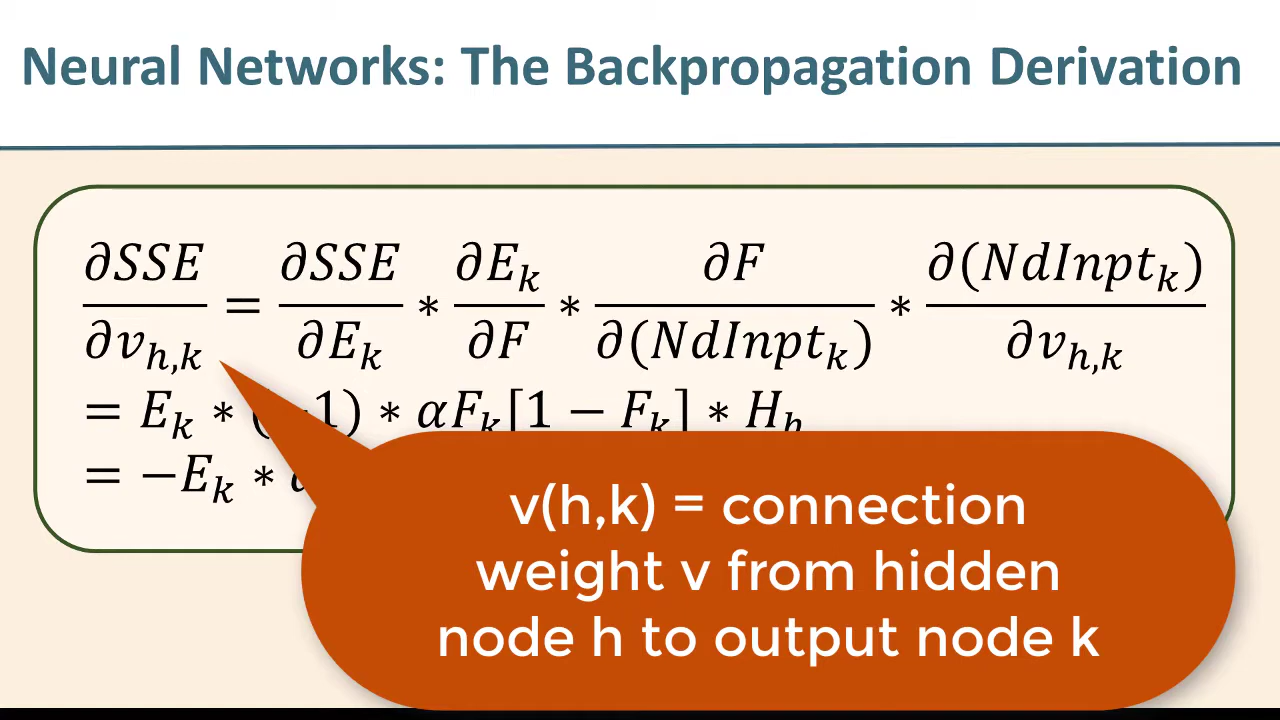 Neural Networks: The Backpropagation Derivation
∂SSE/∂v_{h,k} = ∂SSE/∂E_k * ∂E_k/∂F * ∂F/∂(NdInpt_k) * ∂(NdInpt_k)/∂v_{h,k}
= E_k * (−1) * αF_k[1 − F_k] * H_h
= −E_k *
v(h,k) = connection
weight v from hidden
node h to output node k